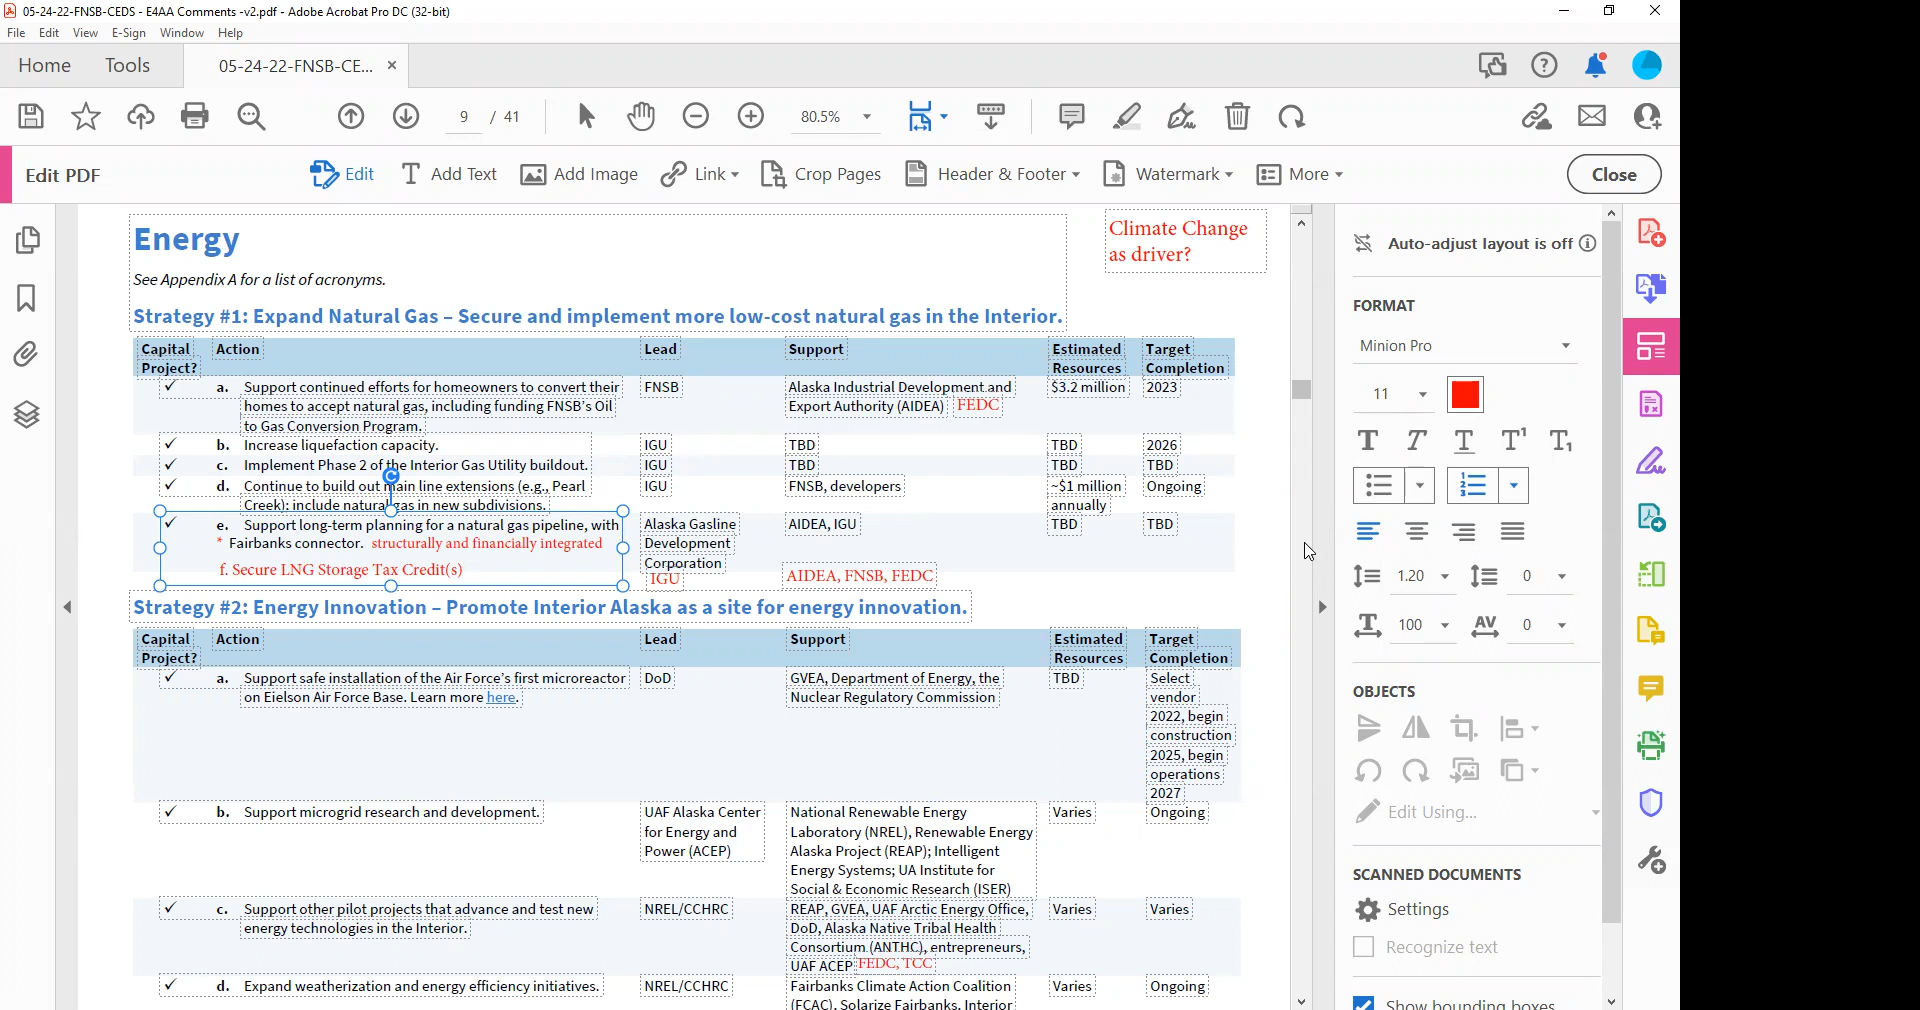 05-24-22-FNSB-CEDS - E4AA Comments -v2.pdf - Adobe Acrobat Pro DC (32-bit)
File Edit View E-Sign Window Help
Home Tools 05-24-22-FNSB-CE... ×
9 / 41 80.5%
Edit PDF Edit Add Text Add Image Link Crop Pages Header & Footer Watermark More Close
Energy
Climate Change
as driver?
See Appendix A for a list of acronyms.
Strategy #1: Expand Natural Gas – Secure and implement more low-cost natural gas in the Interior.
Capital Action Lead Support Estimated Target
Project? Resources Completion
✓ a. Support continued efforts for homeowners to convert their FNSB Alaska Industrial Development and $3.2 million 2023
homes to accept natural gas, including funding FNSB's Oil Export Authority (AIDEA) FEDC
to Gas Conversion Program.
✓ b. Increase liquefaction capacity. IGU TBD TBD 2026
✓ c. Implement Phase 2 of the Interior Gas Utility buildout. IGU TBD TBD TBD
✓ d. Continue to build out main line extensions (e.g., Pearl IGU FNSB, developers ~$1 million Ongoing
Creek); include natural gas in new subdivisions. annually
✓ e. Support long-term planning for a natural gas pipeline, with Alaska Gasline AIDEA, IGU TBD TBD
* Fairbanks connector. structurally and financially integrated Development
Corporation
f. Secure LNG Storage Tax Credit(s) IGU AIDEA, FNSB, FEDC
Strategy #2: Energy Innovation – Promote Interior Alaska as a site for energy innovation.
Capital Action Lead Support Estimated Target
Project? Resources Completion
✓ a. Support safe installation of the Air Force's first microreactor DoD GVEA, Department of Energy, the TBD Select
on Eielson Air Force Base. Learn more here. Nuclear Regulatory Commission vendor
2022, begin
construction
2025, begin
operations
2027
✓ b. Support microgrid research and development. UAF Alaska Center National Renewable Energy Varies Ongoing
for Energy and Laboratory (NREL), Renewable Energy
Power (ACEP) Alaska Project (REAP); Intelligent
Energy Systems; UA Institute for
Social & Economic Research (ISER)
✓ c. Support other pilot projects that advance and test new NREL/CCHRC REAP, GVEA, UAF Arctic Energy Office, Varies Varies
energy technologies in the Interior. DoD, Alaska Native Tribal Health
Consortium (ANTHC), entrepreneurs,
UAF ACEP FEDC, TCC
✓ d. Expand weatherization and energy efficiency initiatives. NREL/CCHRC Fairbanks Climate Action Coalition Varies Ongoing
(FCAC), Solarize Fairbanks, Interior
Auto-adjust layout is off
FORMAT
Minion Pro
11
T T T T¹ T₁
1.20 0
100 AV 0
OBJECTS
Edit Using...
SCANNED DOCUMENTS
Settings
Recognize text
Show bounding boxes